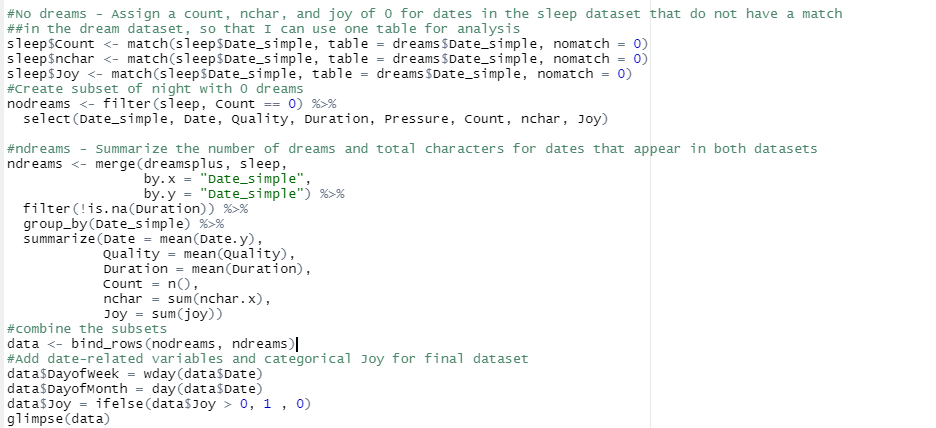 #No dreams - Assign a count, nchar, and joy of 0 for dates in the sleep dataset that do not have a match
##in the dream dataset, so that I can use one table for analysis
sleep$Count <- match(sleep$Date_simple, table = dreams$Date_simple, nomatch = 0)
sleep$nchar <- match(sleep$Date_simple, table = dreams$Date_simple, nomatch = 0)
sleep$Joy <- match(sleep$Date_simple, table = dreams$Date_simple, nomatch = 0)
#Create subset of night with 0 dreams
nodreams <- filter(sleep, Count == 0) %>%
  select(Date_simple, Date, Quality, Duration, Pressure, Count, nchar, Joy)

#ndreams - Summarize the number of dreams and total characters for dates that appear in both datasets
ndreams <- merge(dreamsplus, sleep,
                 by.x = "Date_simple",
                 by.y = "Date_simple") %>%
  filter(!is.na(Duration)) %>%
  group_by(Date_simple) %>%
  summarize(Date = mean(Date.y),
            Quality = mean(Quality),
            Duration = mean(Duration),
            Count = n(),
            nchar = sum(nchar.x),
            Joy = sum(joy))
#combine the subsets
data <- bind_rows(nodreams, ndreams)
#Add date-related variables and categorical Joy for final dataset
data$DayofWeek = wday(data$Date)
data$DayofMonth = day(data$Date)
data$Joy = ifelse(data$Joy > 0, 1 , 0)
glimpse(data)